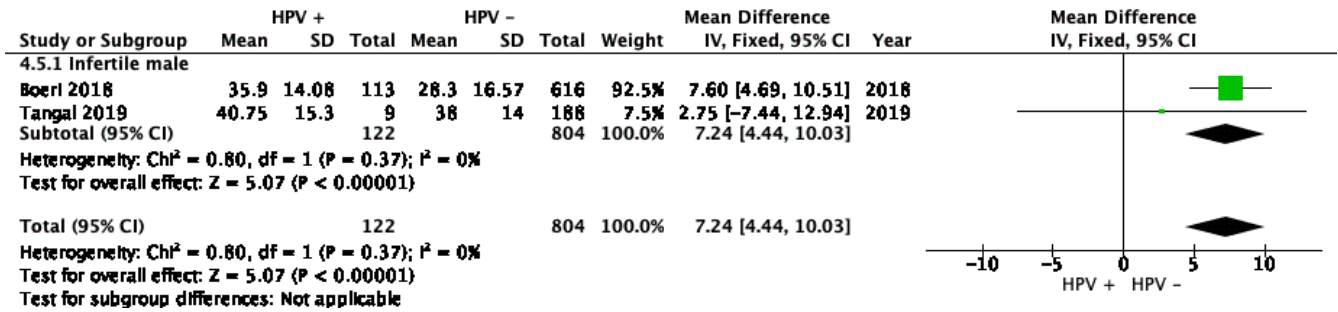 HPV + HPV – Mean Difference Mean Difference
Study or Subgroup Mean SD Total Mean SD Total Weight IV, Fixed, 95% CI Year IV, Fixed, 95% CI
4.5.1 Infertile male
Boeri 2018 35.9 14.08 113 28.3 16.57 616 92.5% 7.60 [4.69, 10.51] 2018
Tangal 2019 40.75 15.3 9 38 14 188 7.5% 2.75 [–7.44, 12.94] 2019
Subtotal (95% CI) 122 804 100.0% 7.24 [4.44, 10.03]
Heterogeneity: Chi² = 0.80, df = 1 (P = 0.37); I² = 0%
Test for overall effect: Z = 5.07 (P < 0.00001)
Total (95% CI) 122 804 100.0% 7.24 [4.44, 10.03]
Heterogeneity: Chi² = 0.80, df = 1 (P = 0.37); I² = 0%
Test for overall effect: Z = 5.07 (P < 0.00001)
Test for subgroup differences: Not applicable
–10 –5 0 5 10
HPV + HPV –